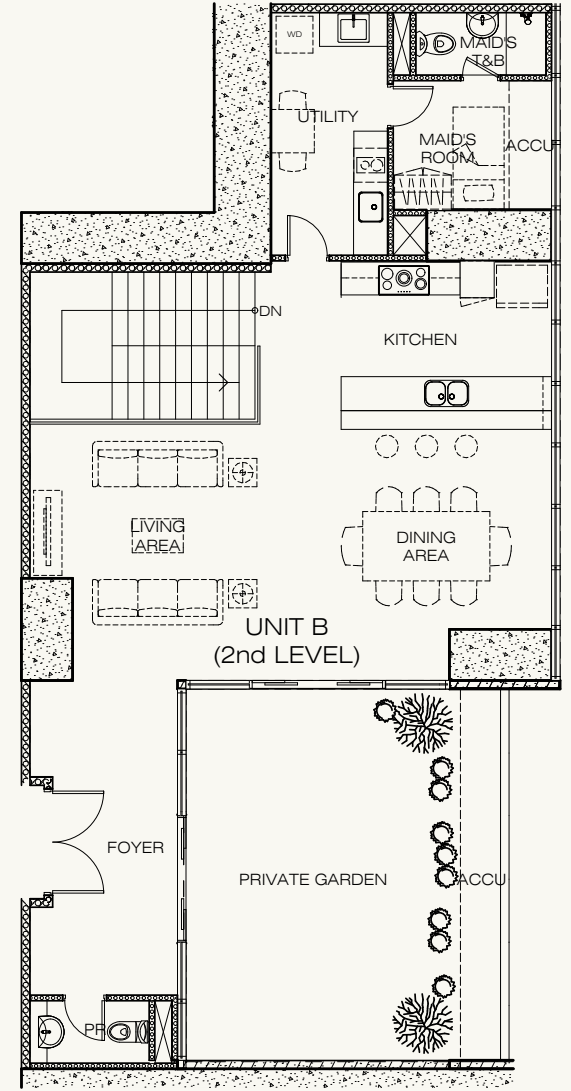 WD
MAID'S
T&B
UTILITY
MAID'S
ROOM
ACCU
DN
KITCHEN
LIVING
AREA
DINING
AREA
UNIT B
(2nd LEVEL)
FOYER
PRIVATE GARDEN
ACCU
PR